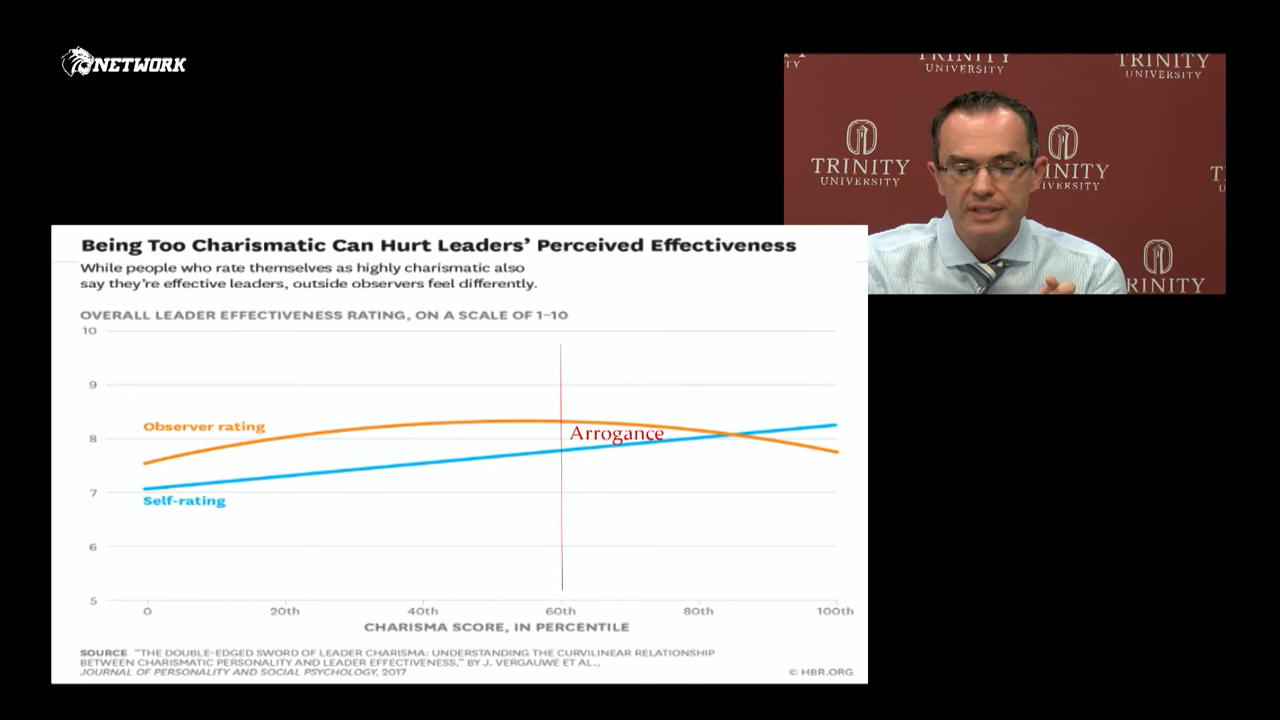 NETWORK
TY
TRINITY
UNIVERSITY
TRINITY
UNIVERSITY
TRINITY
UNIVERSITY
INITY
IVERSITY
T
U
RINITY
Being Too Charismatic Can Hurt Leaders’ Perceived Effectiveness
While people who rate themselves as highly charismatic also
say they’re effective leaders, outside observers feel differently.
OVERALL LEADER EFFECTIVENESS RATING, ON A SCALE OF 1–10
10
9
Observer rating
Arrogance
8
7
Self-rating
6
5
0 20th 40th 60th 80th 100th
CHARISMA SCORE, IN PERCENTILE
SOURCE "THE DOUBLE-EDGED SWORD OF LEADER CHARISMA: UNDERSTANDING THE CURVILINEAR RELATIONSHIP
BETWEEN CHARISMATIC PERSONALITY AND LEADER EFFECTIVENESS," BY J. VERGAUWE ET AL.,
JOURNAL OF PERSONALITY AND SOCIAL PSYCHOLOGY, 2017
© HBR.ORG